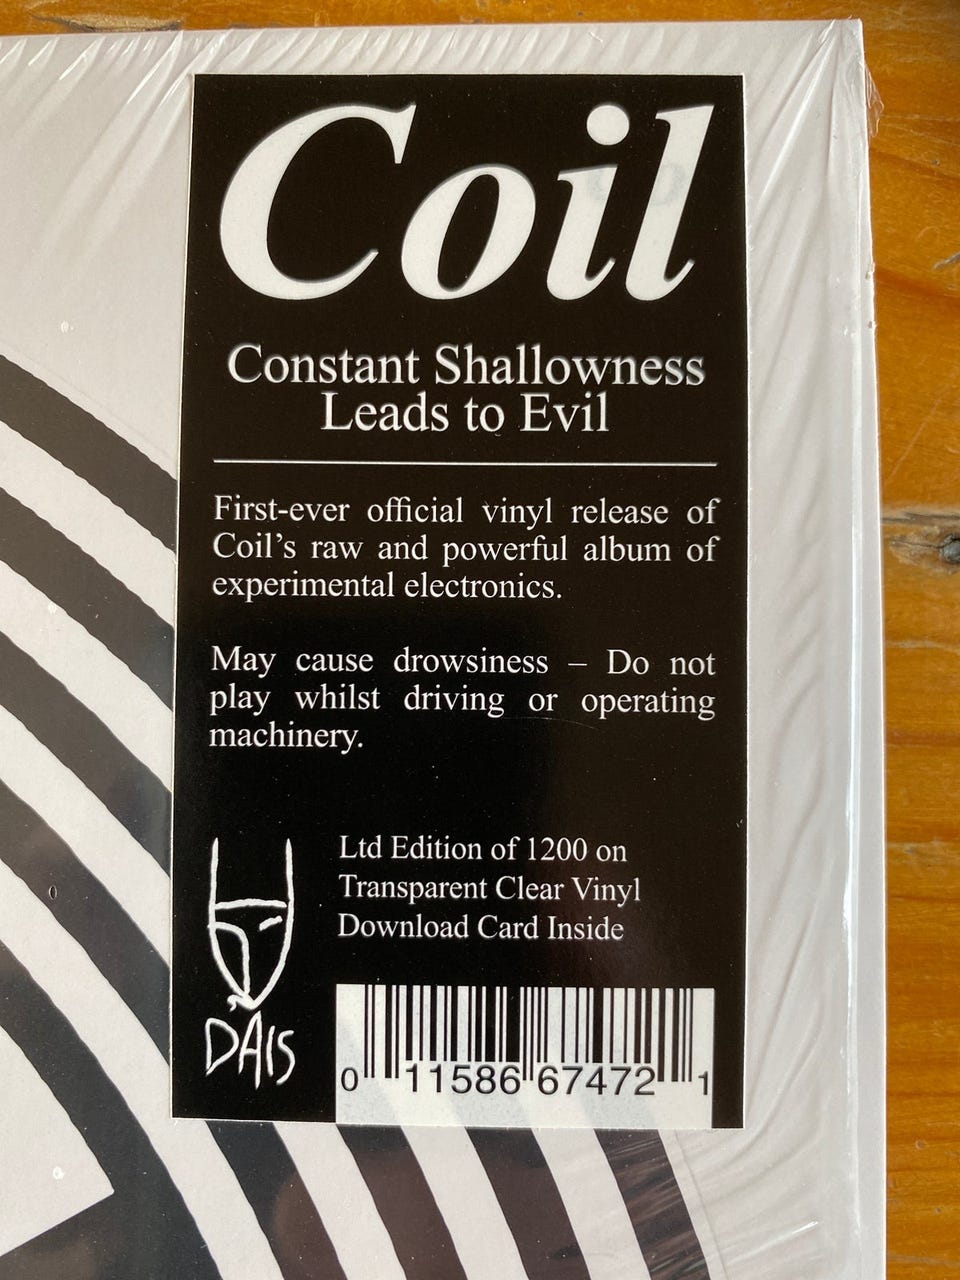 Coil
Constant Shallowness
Leads to Evil
First-ever official vinyl release of
Coil's raw and powerful album of
experimental electronics.
May cause drowsiness – Do not
play whilst driving or operating
machinery.
Ltd Edition of 1200 on
Transparent Clear Vinyl
Download Card Inside
DAIS
0 11586 67472 1